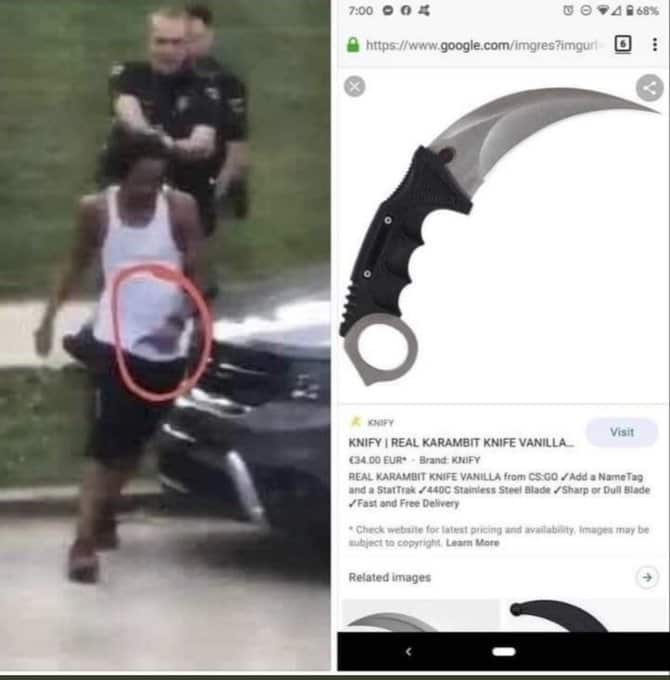 7:00
68%
https://www.google.com/imgres?imgurl
6
KNIFY
KNIFY | REAL KARAMBIT KNIFE VANILLA...
Visit
€34.00 EUR* · Brand: KNIFY
REAL KARAMBIT KNIFE VANILLA from CS:GO ✓Add a NameTag
and a StatTrak ✓440C Stainless Steel Blade ✓Sharp or Dull Blade
✓Fast and Free Delivery
* Check website for latest pricing and availability. Images may be
subject to copyright. Learn More
Related images